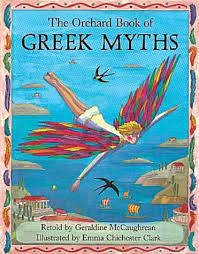 The Orchard Book of
GREEK MYTHS
Retold by Geraldine McCaughrean
Illustrated by Emma Chichester Clark